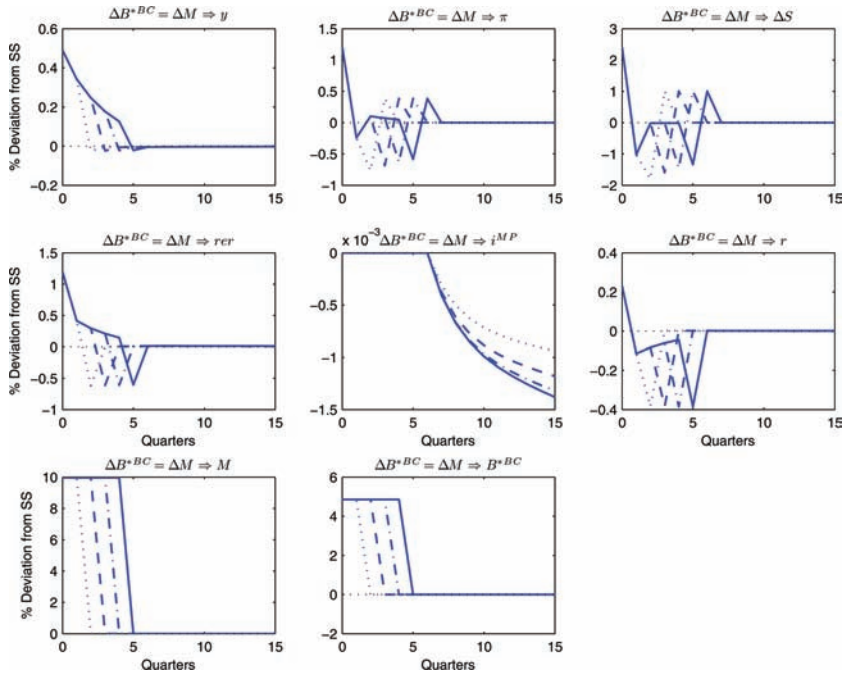 ΔB*BC = ΔM ⇒ y
ΔB*BC = ΔM ⇒ π
ΔB*BC = ΔM ⇒ ΔS
% Deviation from SS
0.6
0.4
0.2
0
−0.2
0 5 10 15
1.5
1
0.5
0
−0.5
−1
0 5 10 15
3
2
1
0
−1
−2
0 5 10 15
ΔB*BC = ΔM ⇒ rer
x 10−3 ΔB*BC = ΔM ⇒ iMP
ΔB*BC = ΔM ⇒ r
% Deviation from SS
1.5
1
0.5
0
−0.5
−1
0 5 10 15
Quarters
0
−0.5
−1
−1.5
0 5 10 15
Quarters
0.4
0.2
0
−0.2
−0.4
0 5 10 15
Quarters
ΔB*BC = ΔM ⇒ M
ΔB*BC = ΔM ⇒ B*BC
% Deviation from SS
10
8
6
4
2
0
0 5 10 15
Quarters
6
4
2
0
−2
0 5 10 15
Quarters